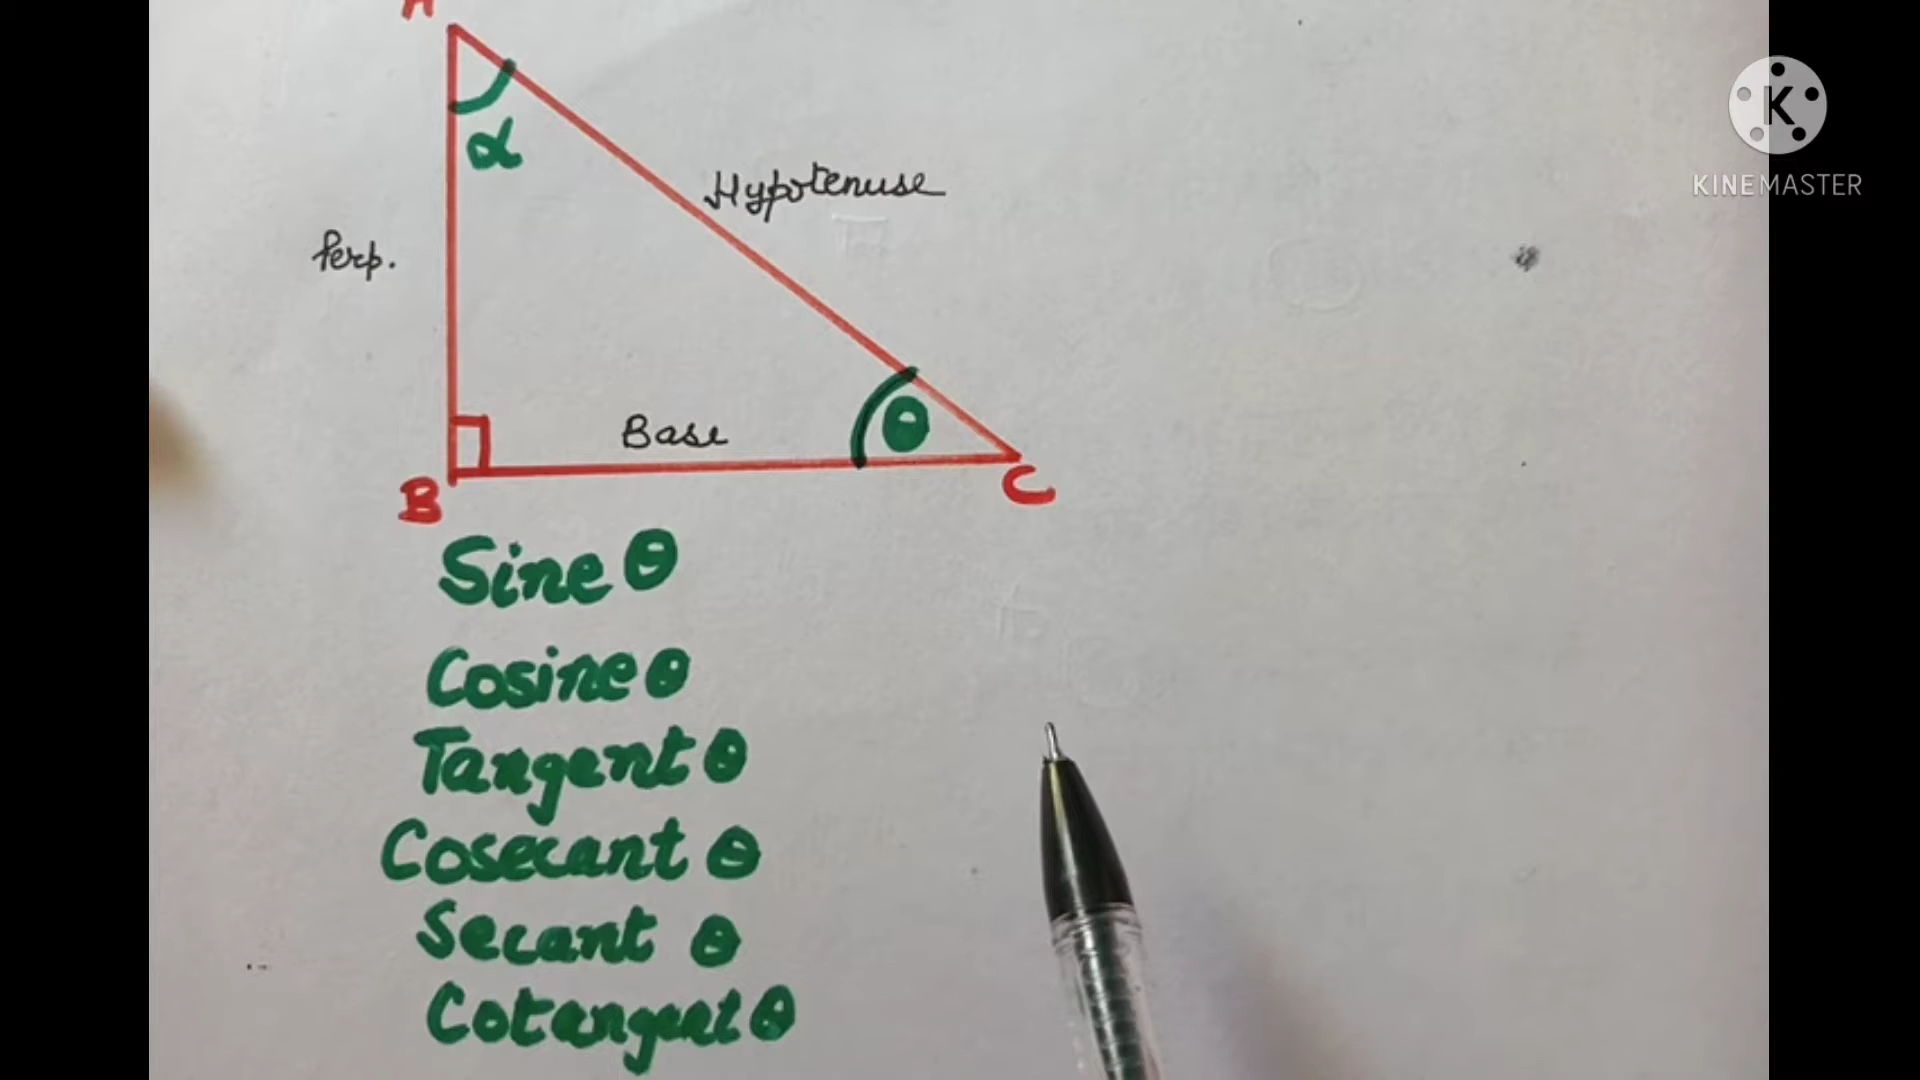 A
α
Hypotenuse
Perp.
Base
θ
B
C
Sine θ
Cosine θ
Tangent θ
Cosecant θ
Secant θ
Cotangent θ
K
KINEMASTER